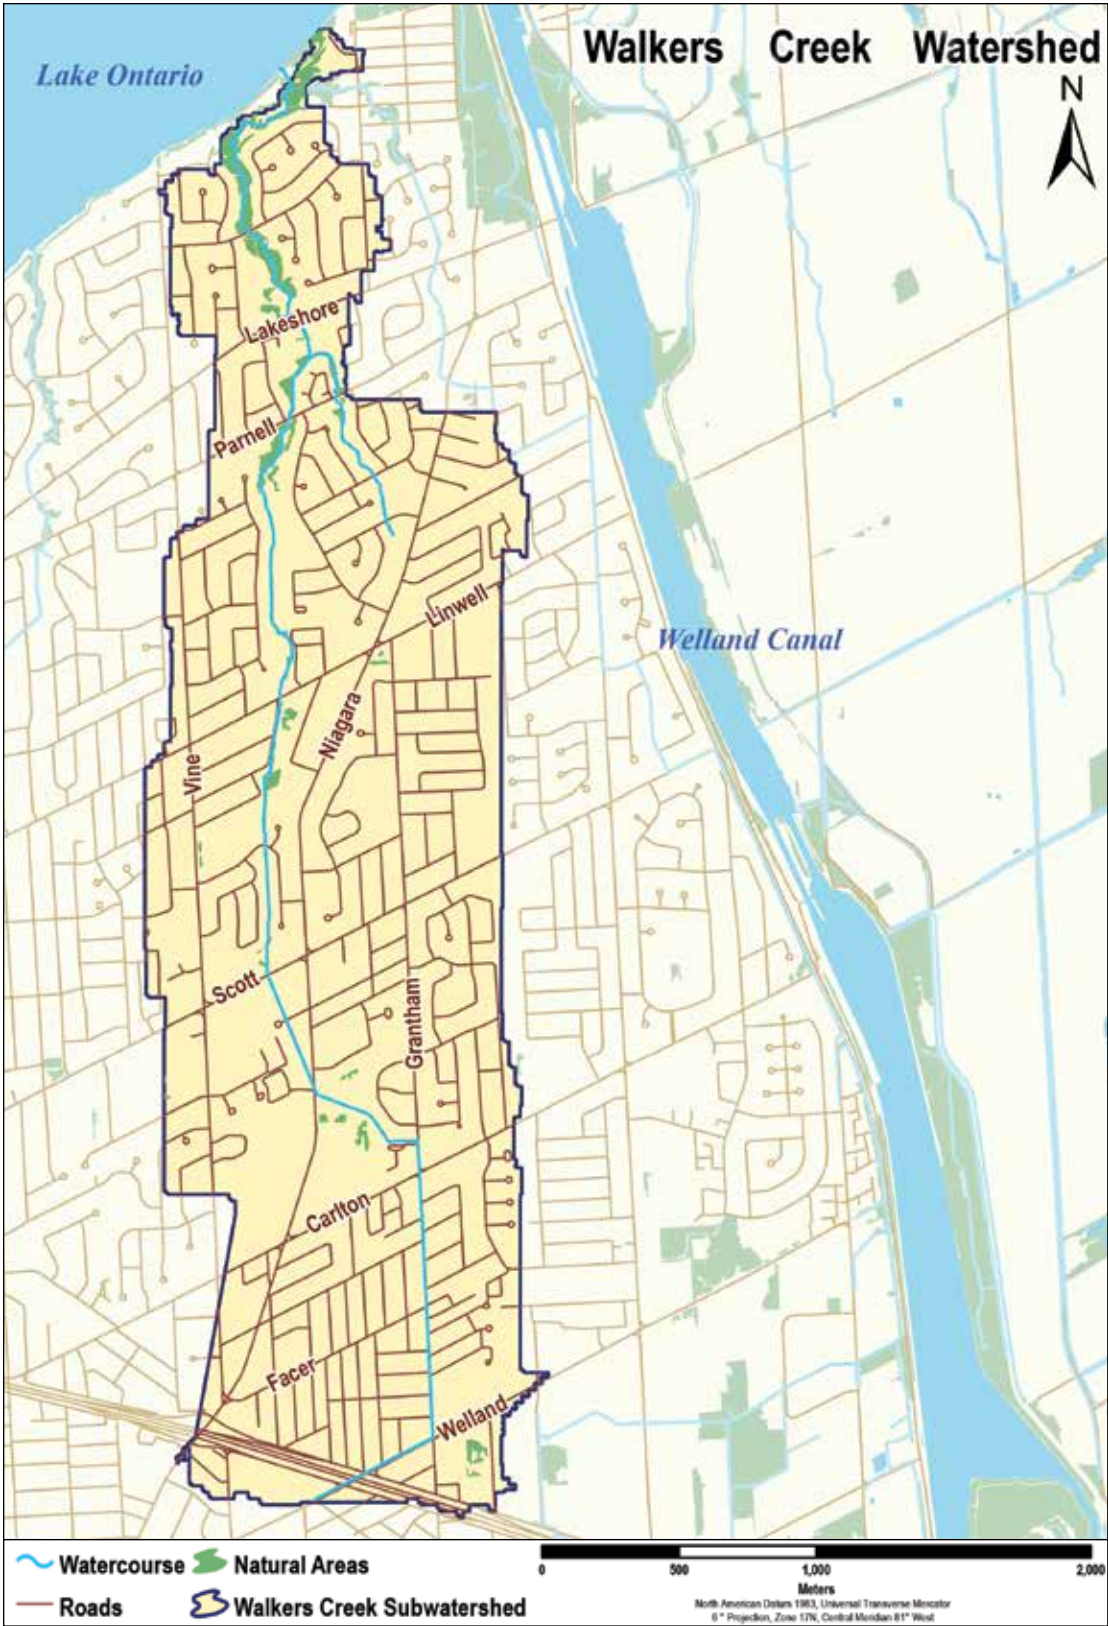 Walkers Creek Watershed
Lake Ontario
N
Lakeshore
Parnell
Linwell
Welland Canal
Niagara
Vine
Scott
Grantham
Carlton
Facer
Welland
Watercourse
Natural Areas
Roads
Walkers Creek Subwatershed
0 500 1,000 2,000
Meters
North American Datum 1983, Universal Transverse Mercator
6 ° Projection, Zone 17N, Central Meridian 81° West